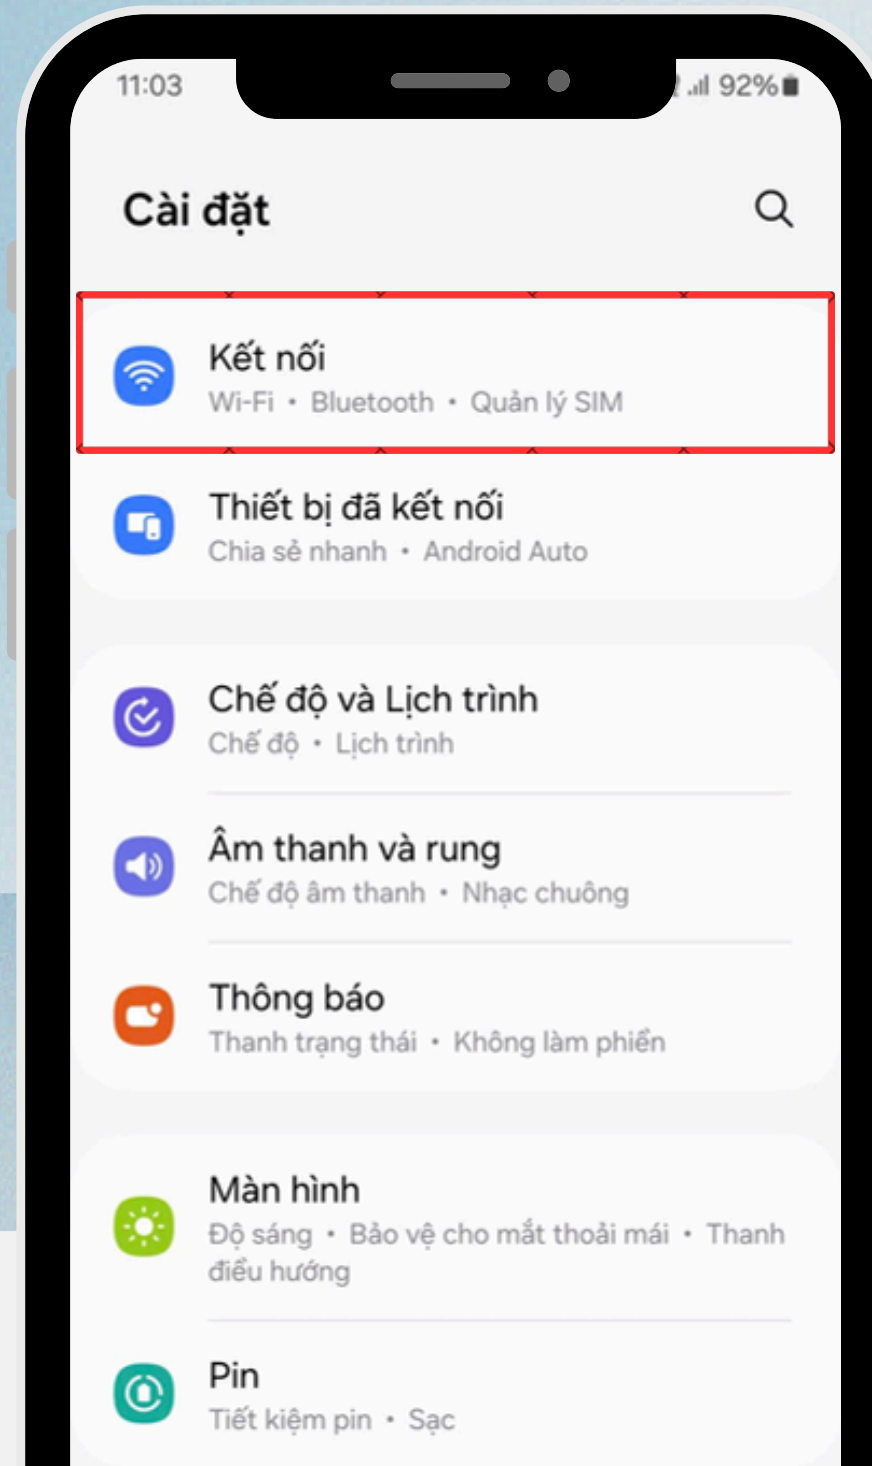 11:03
92%
Cài đặt
Kết nối
Wi-Fi • Bluetooth • Quản lý SIM
Thiết bị đã kết nối
Chia sẻ nhanh • Android Auto
Chế độ và Lịch trình
Chế độ • Lịch trình
Âm thanh và rung
Chế độ âm thanh • Nhạc chuông
Thông báo
Thanh trạng thái • Không làm phiền
Màn hình
Độ sáng • Bảo vệ cho mắt thoải mái • Thanh
điều hướng
Pin
Tiết kiệm pin • Sạc